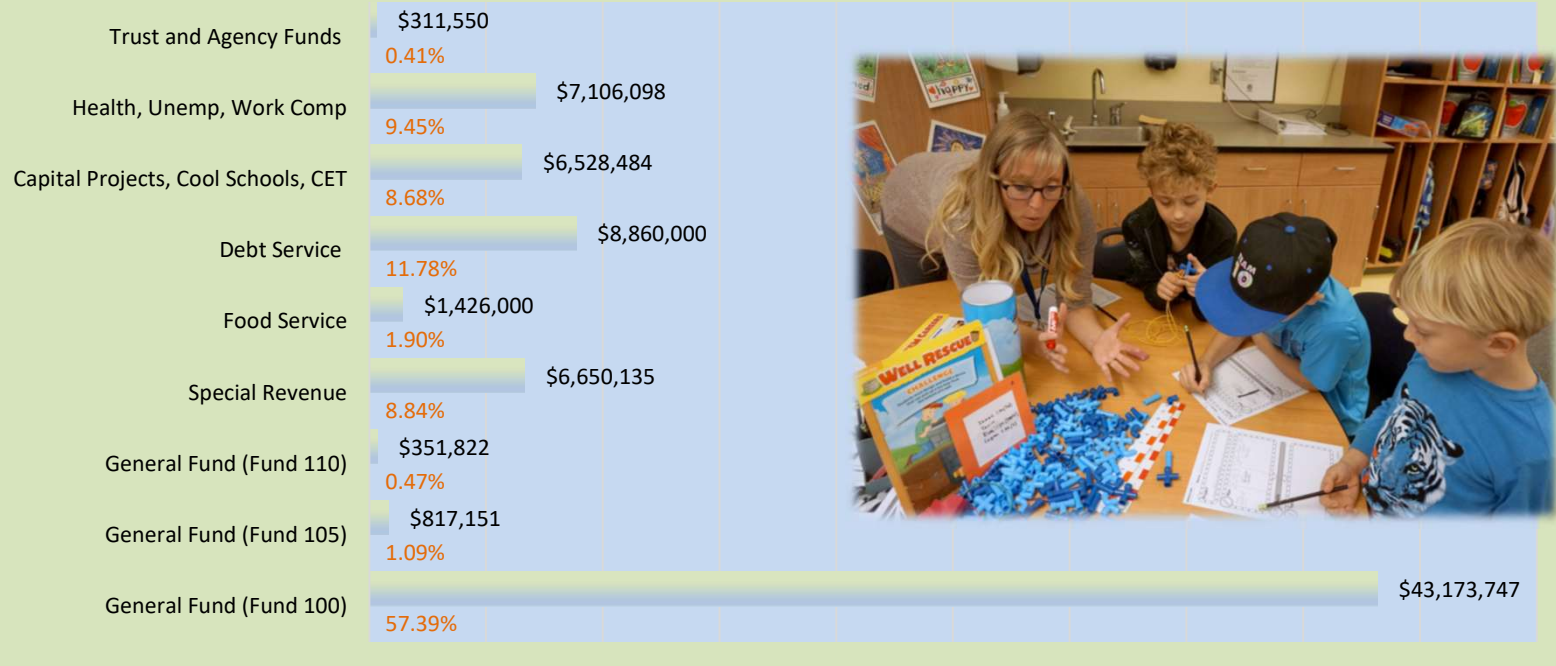 Trust and Agency Funds
$311,550
0.41%
Health, Unemp, Work Comp
$7,106,098
9.45%
Capital Projects, Cool Schools, CET
$6,528,484
8.68%
Debt Service
$8,860,000
11.78%
Food Service
$1,426,000
1.90%
Special Revenue
$6,650,135
8.84%
General Fund (Fund 110)
$351,822
0.47%
General Fund (Fund 105)
$817,151
1.09%
General Fund (Fund 100)
$43,173,747
57.39%
happy
WELL RESCUE
CHALLENGE
10